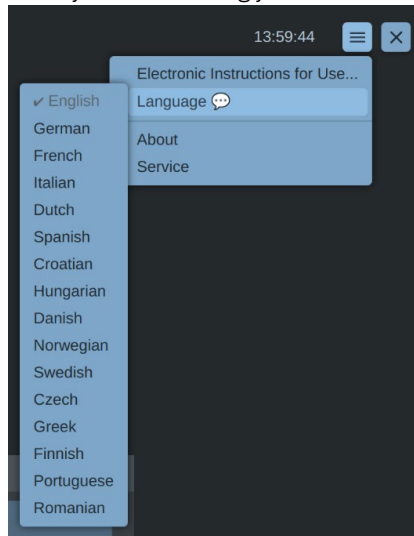 13:59:44
Electronic Instructions for Use...
Language 💬
About
Service
✔ English
German
French
Italian
Dutch
Spanish
Croatian
Hungarian
Danish
Norwegian
Swedish
Czech
Greek
Finnish
Portuguese
Romanian